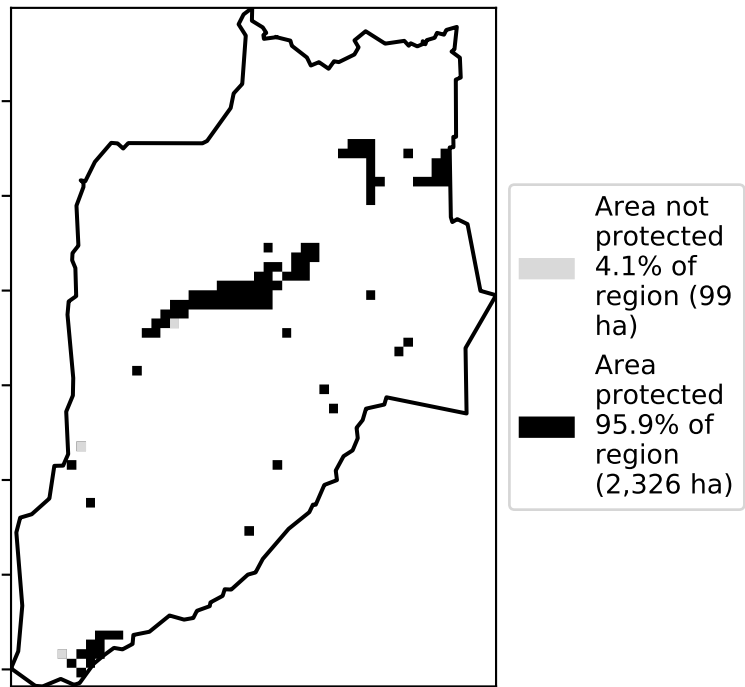 Area not
protected
4.1% of
region (99
ha)
Area
protected
95.9% of
region
(2,326 ha)